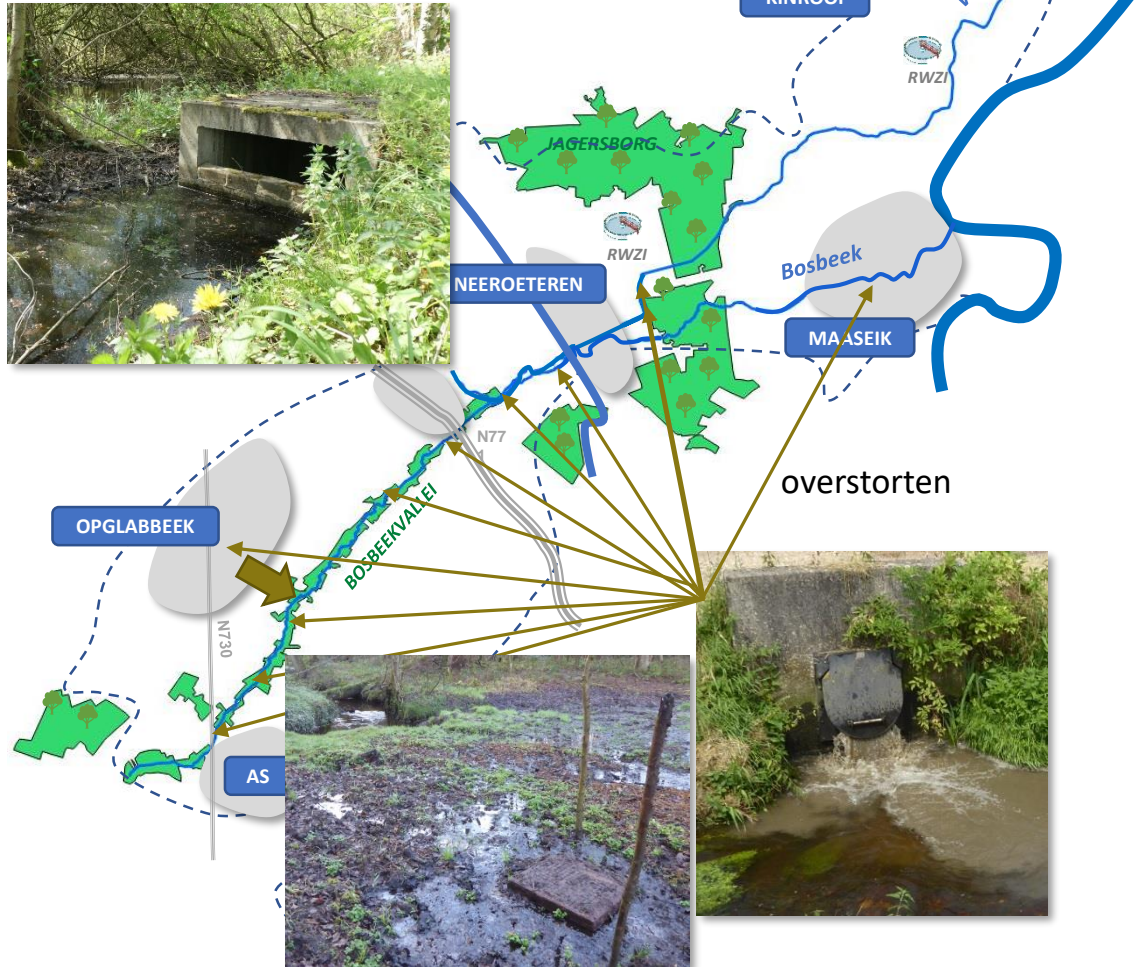 KINROOI
RWZI
JAGERSBORG
RWZI
Bosbeek
NEEROETEREN
MAASEIK
N77
overstorten
OPGLABBEEK
BOSBEEKVALLEI
N730
AS